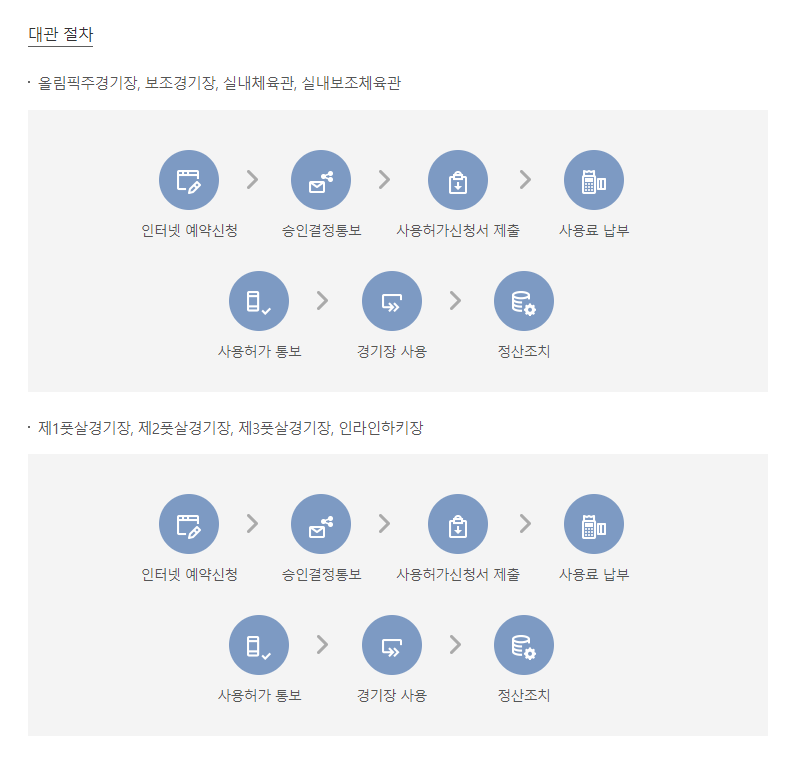 대관 절차
· 올림픽주경기장, 보조경기장, 실내체육관, 실내보조체육관
인터넷 예약신청 승인결정통보 사용허가신청서 제출 사용료 납부
사용허가 통보 경기장 사용 정산조치
· 제1풋살경기장, 제2풋살경기장, 제3풋살경기장, 인라인하키장
인터넷 예약신청 승인결정통보 사용허가신청서 제출 사용료 납부
사용허가 통보 경기장 사용 정산조치